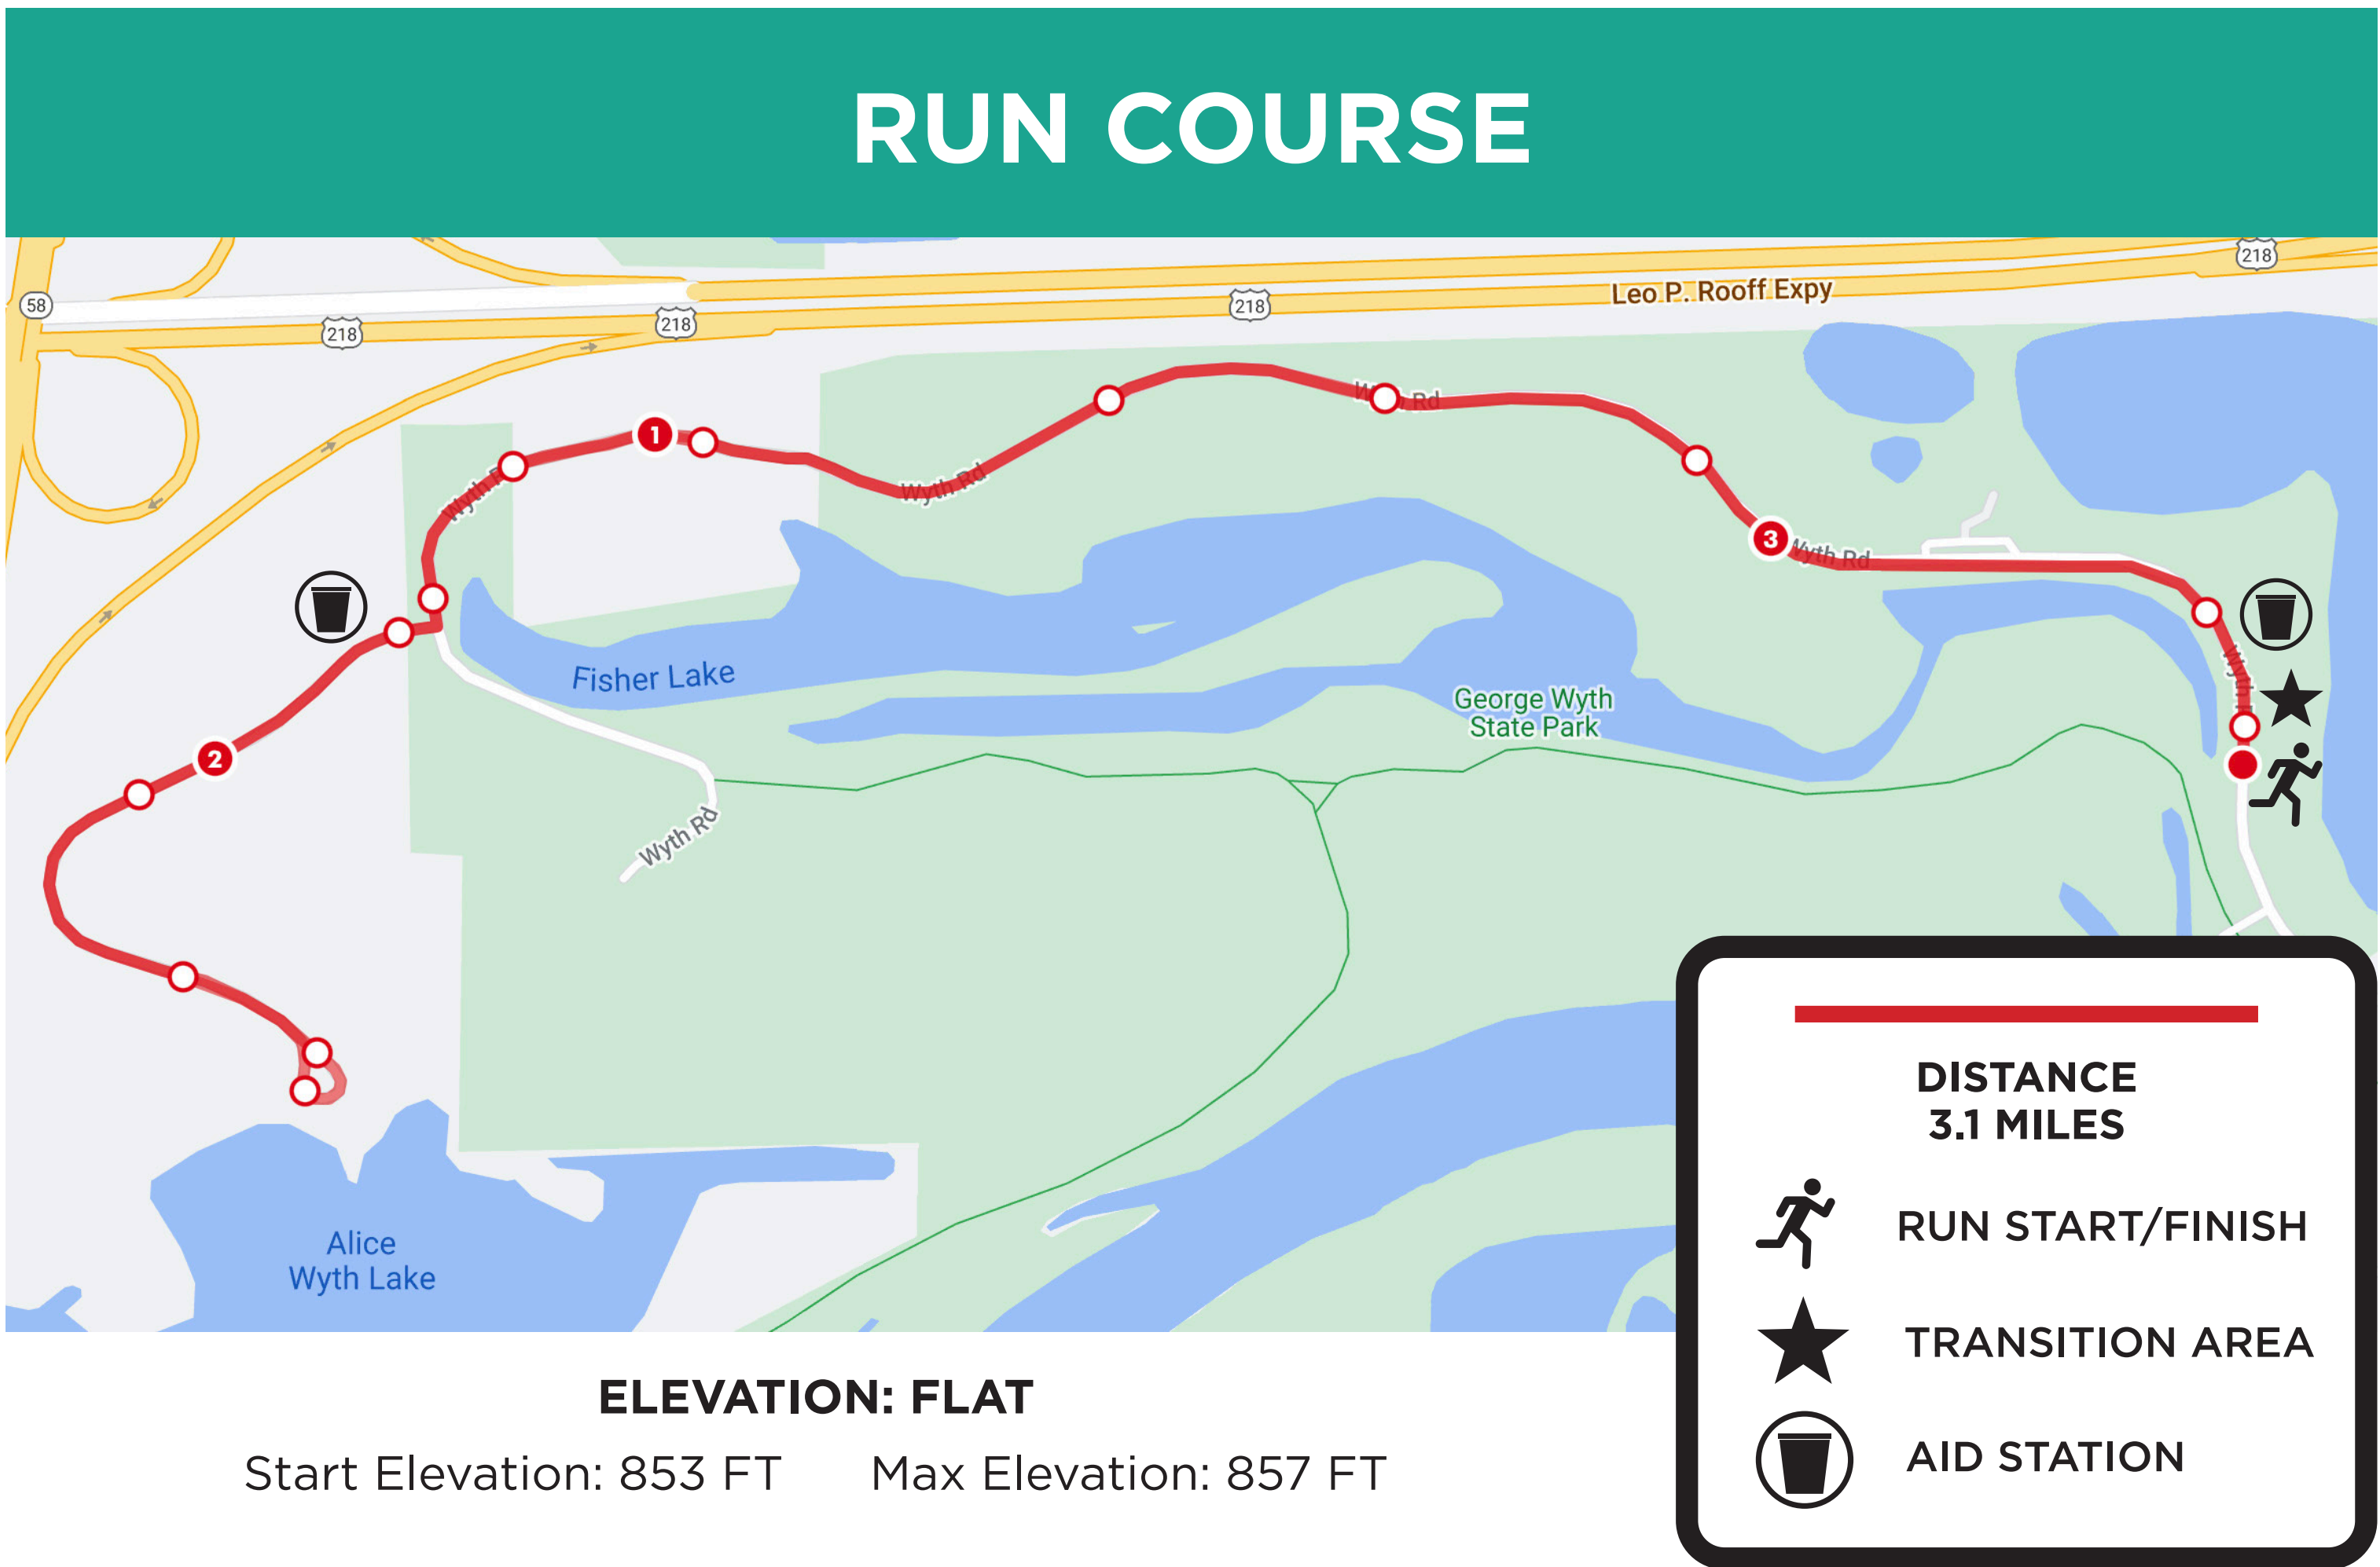 RUN COURSE
58
218
218
218
218
Leo P. Rooff Expy
Wyth Rd
1
Wyth Rd
Wyth Rd
3
Wyth Rd
Fisher Lake
George Wyth
State Park
2
Wyth Rd
Alice
Wyth Lake
DISTANCE
3.1 MILES
RUN START/FINISH
TRANSITION AREA
AID STATION
ELEVATION: FLAT
Start Elevation: 853 FT
Max Elevation: 857 FT